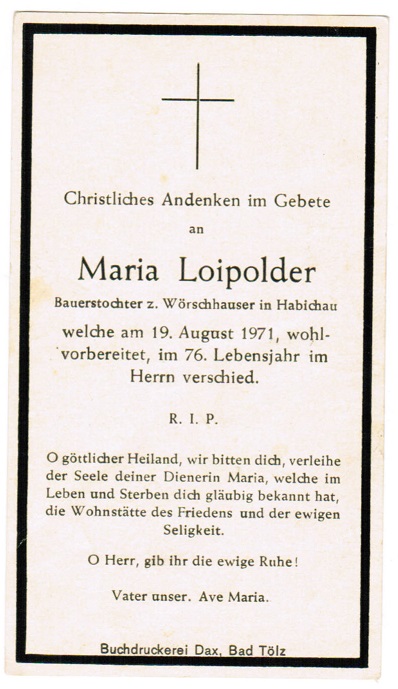 Christliches Andenken im Gebete
an
Maria Loipolder
Bauerstochter z. Wörschhauser in Habichau
welche am 19. August 1971, wohl-
vorbereitet, im 76. Lebensjahr im
Herrn verschied.
R. I. P.
O göttlicher Heiland, wir bitten dich, verleihe
der Seele deiner Dienerin Maria, welche im
Leben und Sterben dich gläubig bekannt hat,
die Wohnstätte des Friedens und der ewigen
Seligkeit.
O Herr, gib ihr die ewige Ruhe!
Vater unser. Ave Maria.
Buchdruckerei Dax, Bad Tölz